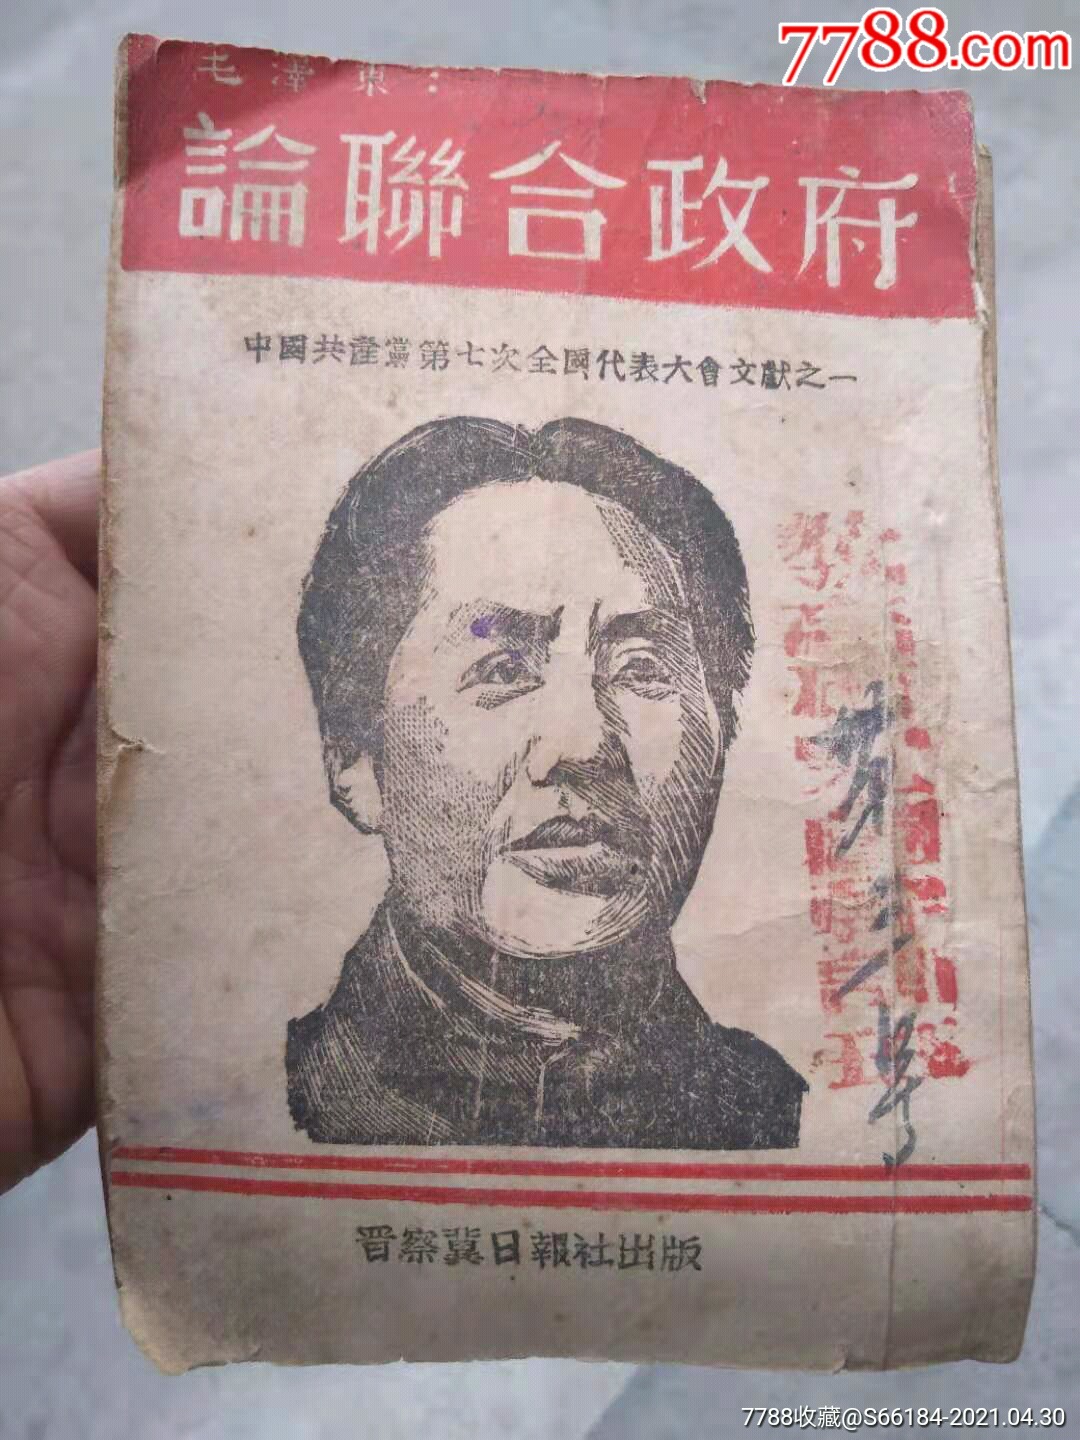 7788.com
毛澤東：
論聯合政府
中國共產黨第七次全國代表大會文獻之一
晋察冀日報社出版
7788收藏@S66184-2021.04.30